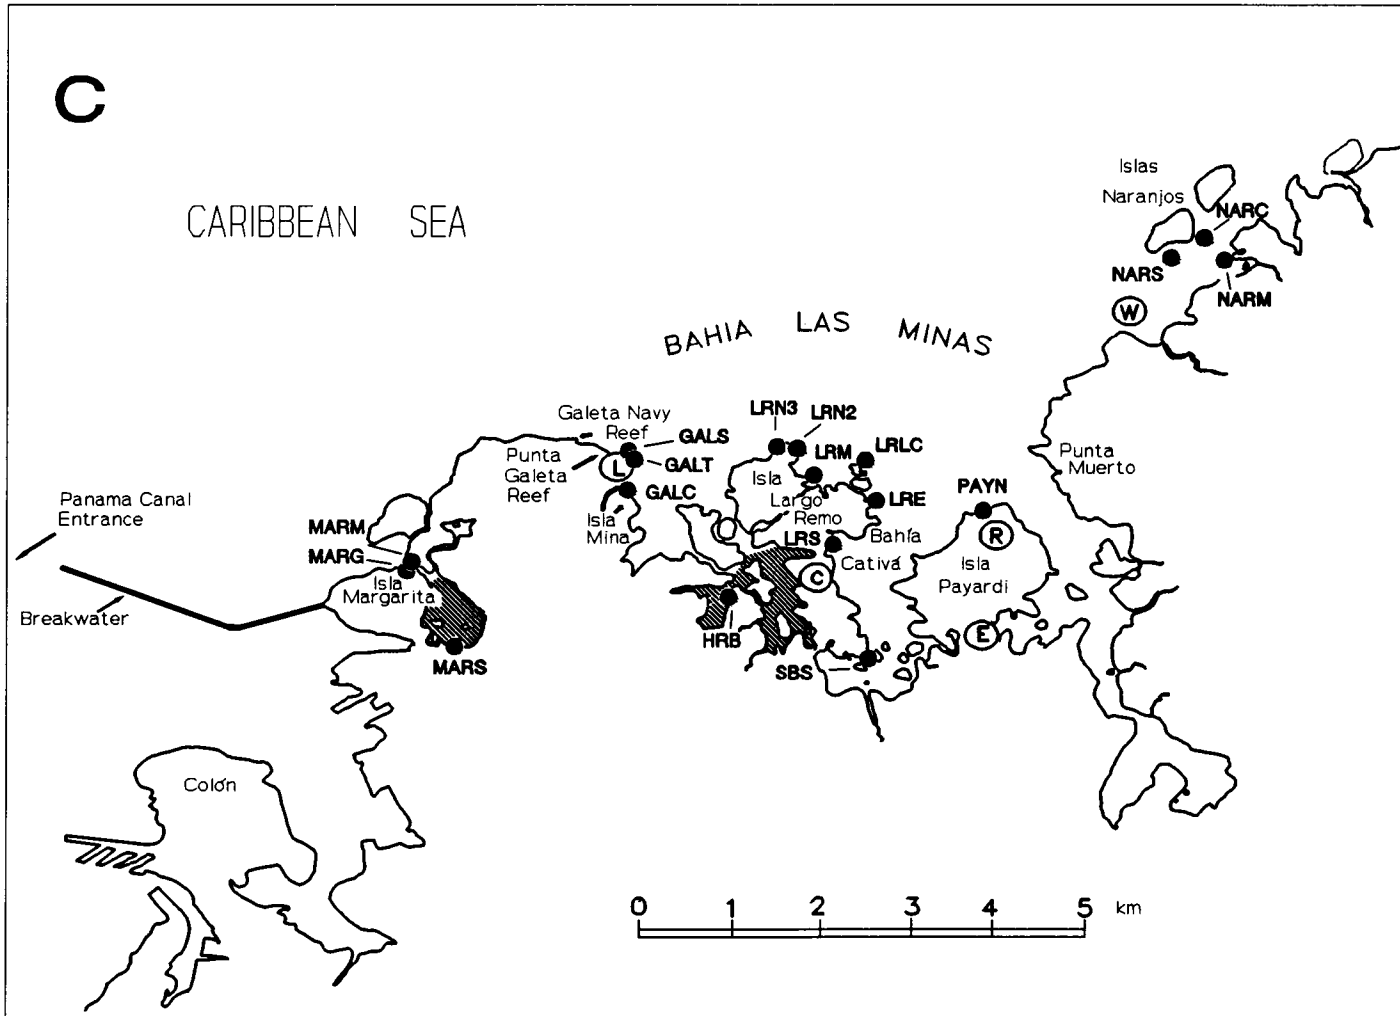 C
CARIBBEAN SEA
Islas
Naranjos
NARC
NARS
NARM
W
BAHIA LAS MINAS
Galeta Navy
Reef
Punta
Galeta
Reef
L
GALS
GALT
GALC
Isla
Mina
LRN3
LRN2
LRM
LRLC
LRE
Isla
Largo
Remo
LRS
Bahía
Cativá
C
PAYN
R
Isla
Payardi
E
Punta
Muerto
Panama Canal
Entrance
MARM
MARG
Isla
Margarita
Breakwater
MARS
HRB
SBS
Colón
0 1 2 3 4 5 km